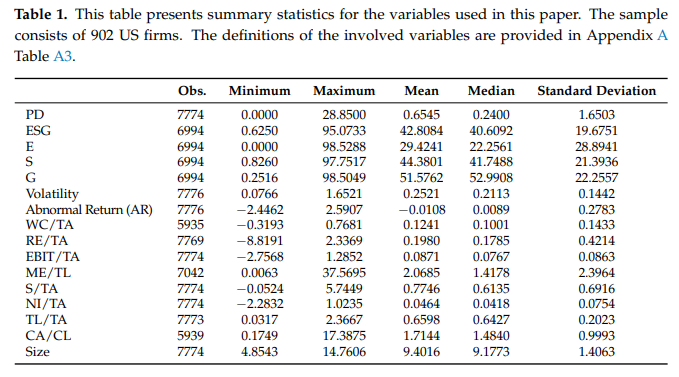 Table 1. This table presents summary statistics for the variables used in this paper. The sample
consists of 902 US firms. The definitions of the involved variables are provided in Appendix A
Table A3.
Obs. Minimum Maximum Mean Median Standard Deviation
PD 7774 0.0000 28.8500 0.6545 0.2400 1.6503
ESG 6994 0.6250 95.0733 42.8084 40.6092 19.6751
E 6994 0.0000 98.5288 29.4241 22.2561 28.8941
S 6994 0.8260 97.7517 44.3801 41.7488 21.3936
G 6994 0.2516 98.5049 51.5762 52.9908 22.2557
Volatility 7776 0.0766 1.6521 0.2521 0.2113 0.1442
Abnormal Return (AR) 7776 −2.4462 2.5907 −0.0108 0.0089 0.2783
WC/TA 5935 −0.3193 0.7681 0.1241 0.1001 0.1433
RE/TA 7769 −8.8191 2.3369 0.1980 0.1785 0.4214
EBIT/TA 7774 −2.7568 1.2852 0.0871 0.0767 0.0863
ME/TL 7042 0.0063 37.5695 2.0685 1.4178 2.3964
S/TA 7774 −0.0524 5.7449 0.7746 0.6135 0.6916
NI/TA 7774 −2.2832 1.0235 0.0464 0.0418 0.0754
TL/TA 7773 0.0317 2.3667 0.6598 0.6427 0.2023
CA/CL 5939 0.1749 17.3875 1.7144 1.4840 0.9993
Size 7774 4.8543 14.7606 9.4016 9.1773 1.4063